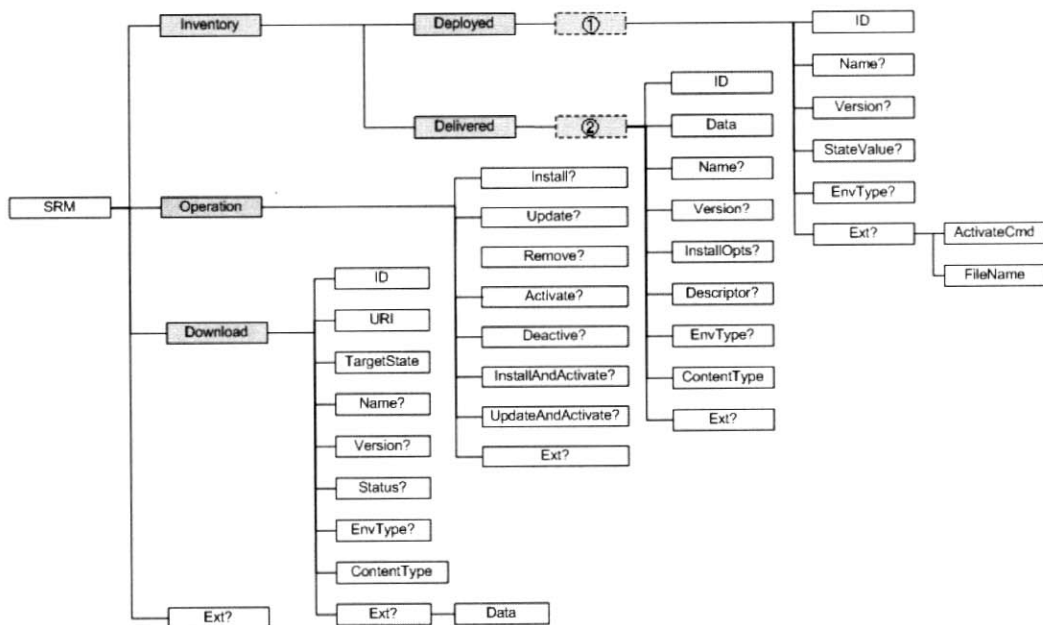 SRM
Inventory
Deployed
①
ID
Name?
Version?
StateValue?
EnvType?
Ext?
ActivateCmd
FileName
Delivered
②
ID
Data
Name?
Version?
InstallOpts?
Descriptor?
EnvType?
ContentType
Ext?
Operation
Install?
Update?
Remove?
Activate?
Deactive?
InstallAndActivate?
UpdateAndActivate?
Ext?
Download
ID
URI
TargetState
Name?
Version?
Status?
EnvType?
ContentType
Ext?
Data
Ext?